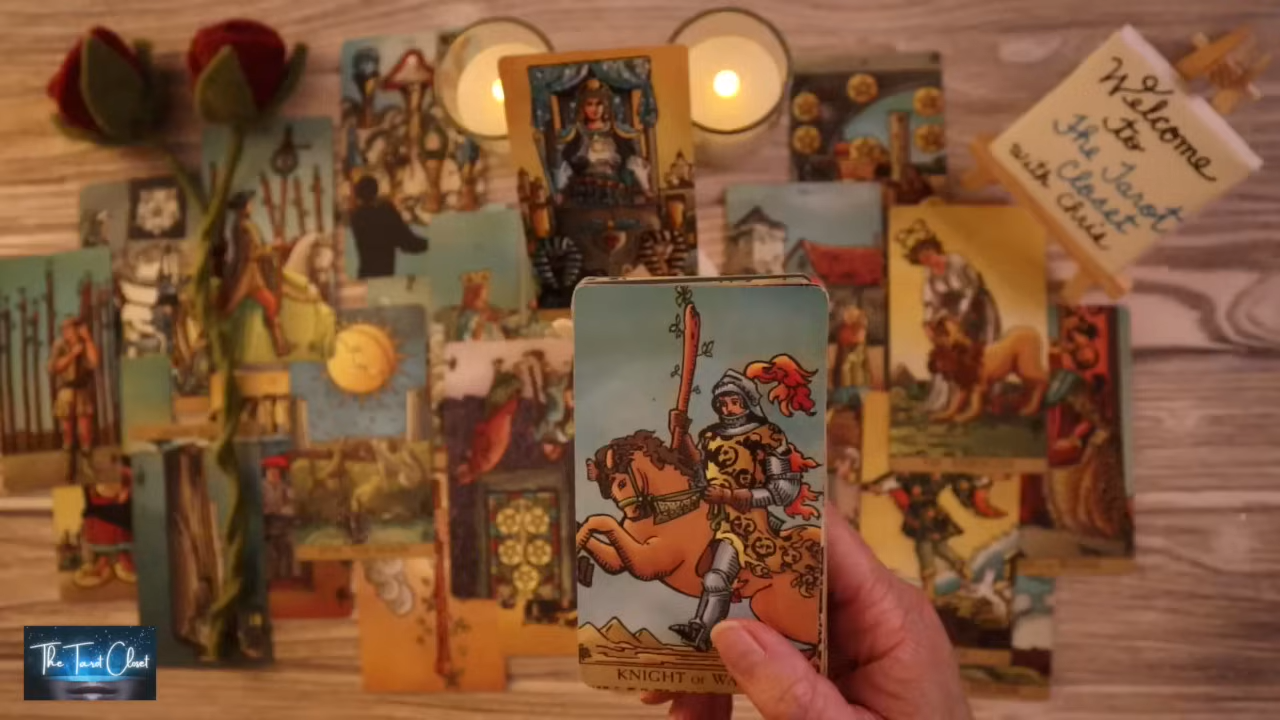 Welcome
to
The Tarot
Closet
with Chris
KNIGHT OF WA
The Tarot Closet